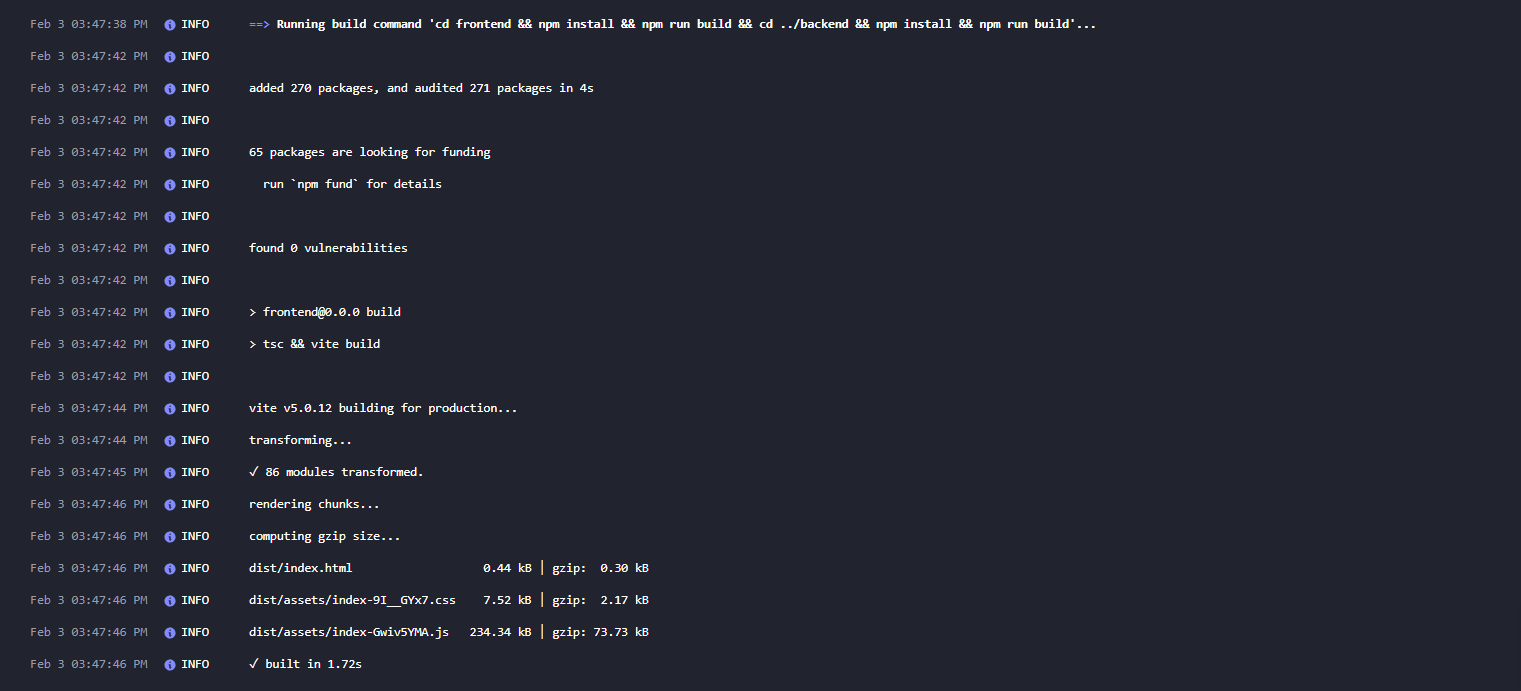 Feb 3 03:47:38 PM INFO ==> Running build command 'cd frontend && npm install && npm run build && cd ../backend && npm install && npm run build'...
Feb 3 03:47:42 PM INFO
Feb 3 03:47:42 PM INFO added 270 packages, and audited 271 packages in 4s
Feb 3 03:47:42 PM INFO
Feb 3 03:47:42 PM INFO 65 packages are looking for funding
Feb 3 03:47:42 PM INFO run `npm fund` for details
Feb 3 03:47:42 PM INFO
Feb 3 03:47:42 PM INFO found 0 vulnerabilities
Feb 3 03:47:42 PM INFO
Feb 3 03:47:42 PM INFO > frontend@0.0.0 build
Feb 3 03:47:42 PM INFO > tsc && vite build
Feb 3 03:47:42 PM INFO
Feb 3 03:47:44 PM INFO vite v5.0.12 building for production...
Feb 3 03:47:44 PM INFO transforming...
Feb 3 03:47:45 PM INFO ✓ 86 modules transformed.
Feb 3 03:47:46 PM INFO rendering chunks...
Feb 3 03:47:46 PM INFO computing gzip size...
Feb 3 03:47:46 PM INFO dist/index.html 0.44 kB │ gzip: 0.30 kB
Feb 3 03:47:46 PM INFO dist/assets/index-9I__GYx7.css 7.52 kB │ gzip: 2.17 kB
Feb 3 03:47:46 PM INFO dist/assets/index-Gwiv5YMA.js 234.34 kB │ gzip: 73.73 kB
Feb 3 03:47:46 PM INFO ✓ built in 1.72s